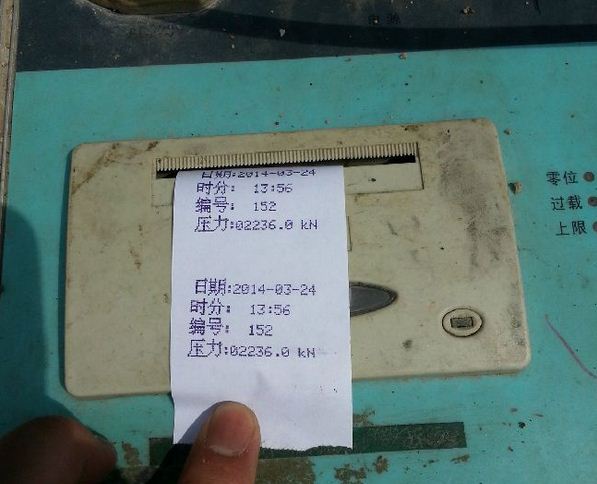 日期:2014-03-24
时分: 13:56
编号: 152
压力:02236.0 kN
日期:2014-03-24
时分: 13:56
编号: 152
压力:02236.0 kN
零位
过载
上限